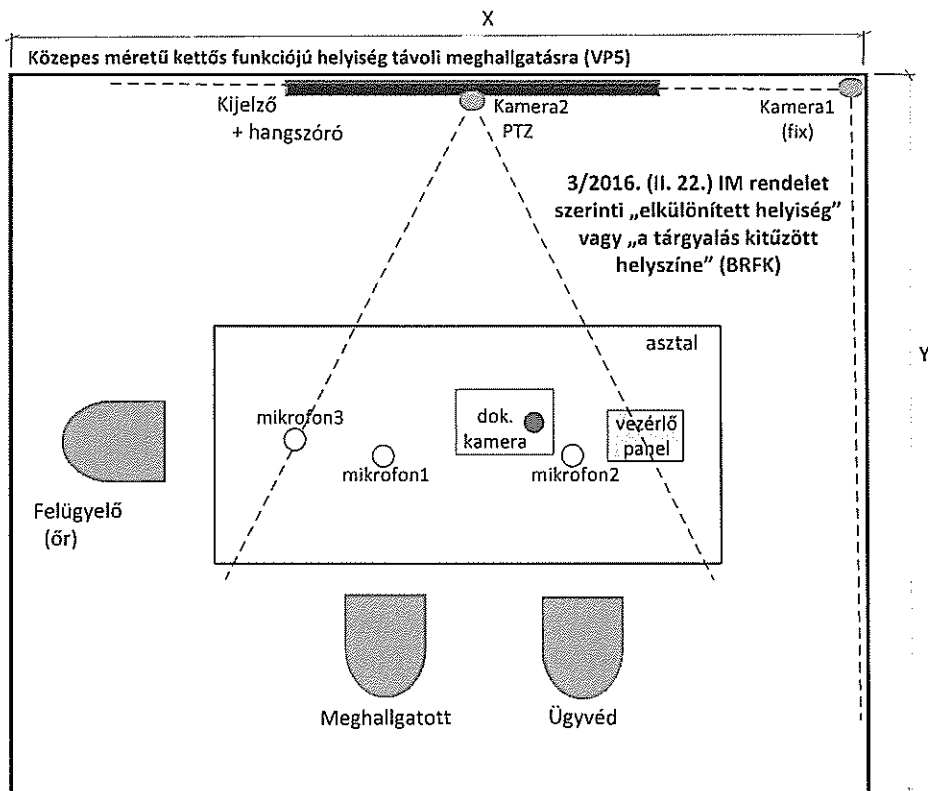 X
Közepes méretű kettős funkciójú helyiség távoli meghallgatásra (VP5)
Kijelző
+ hangszóró
Kamera2
PTZ
Kamera1
(fix)
3/2016. (II. 22.) IM rendelet
szerinti „elkülönített helyiség”
vagy „a tárgyalás kitűzött
helyszíne” (BRFK)
Y
asztal
mikrofon3
mikrofon1
dok.
kamera
mikrofon2
vezérlő
panel
Felügyelő
(őr)
Meghallgatott
Ügyvéd